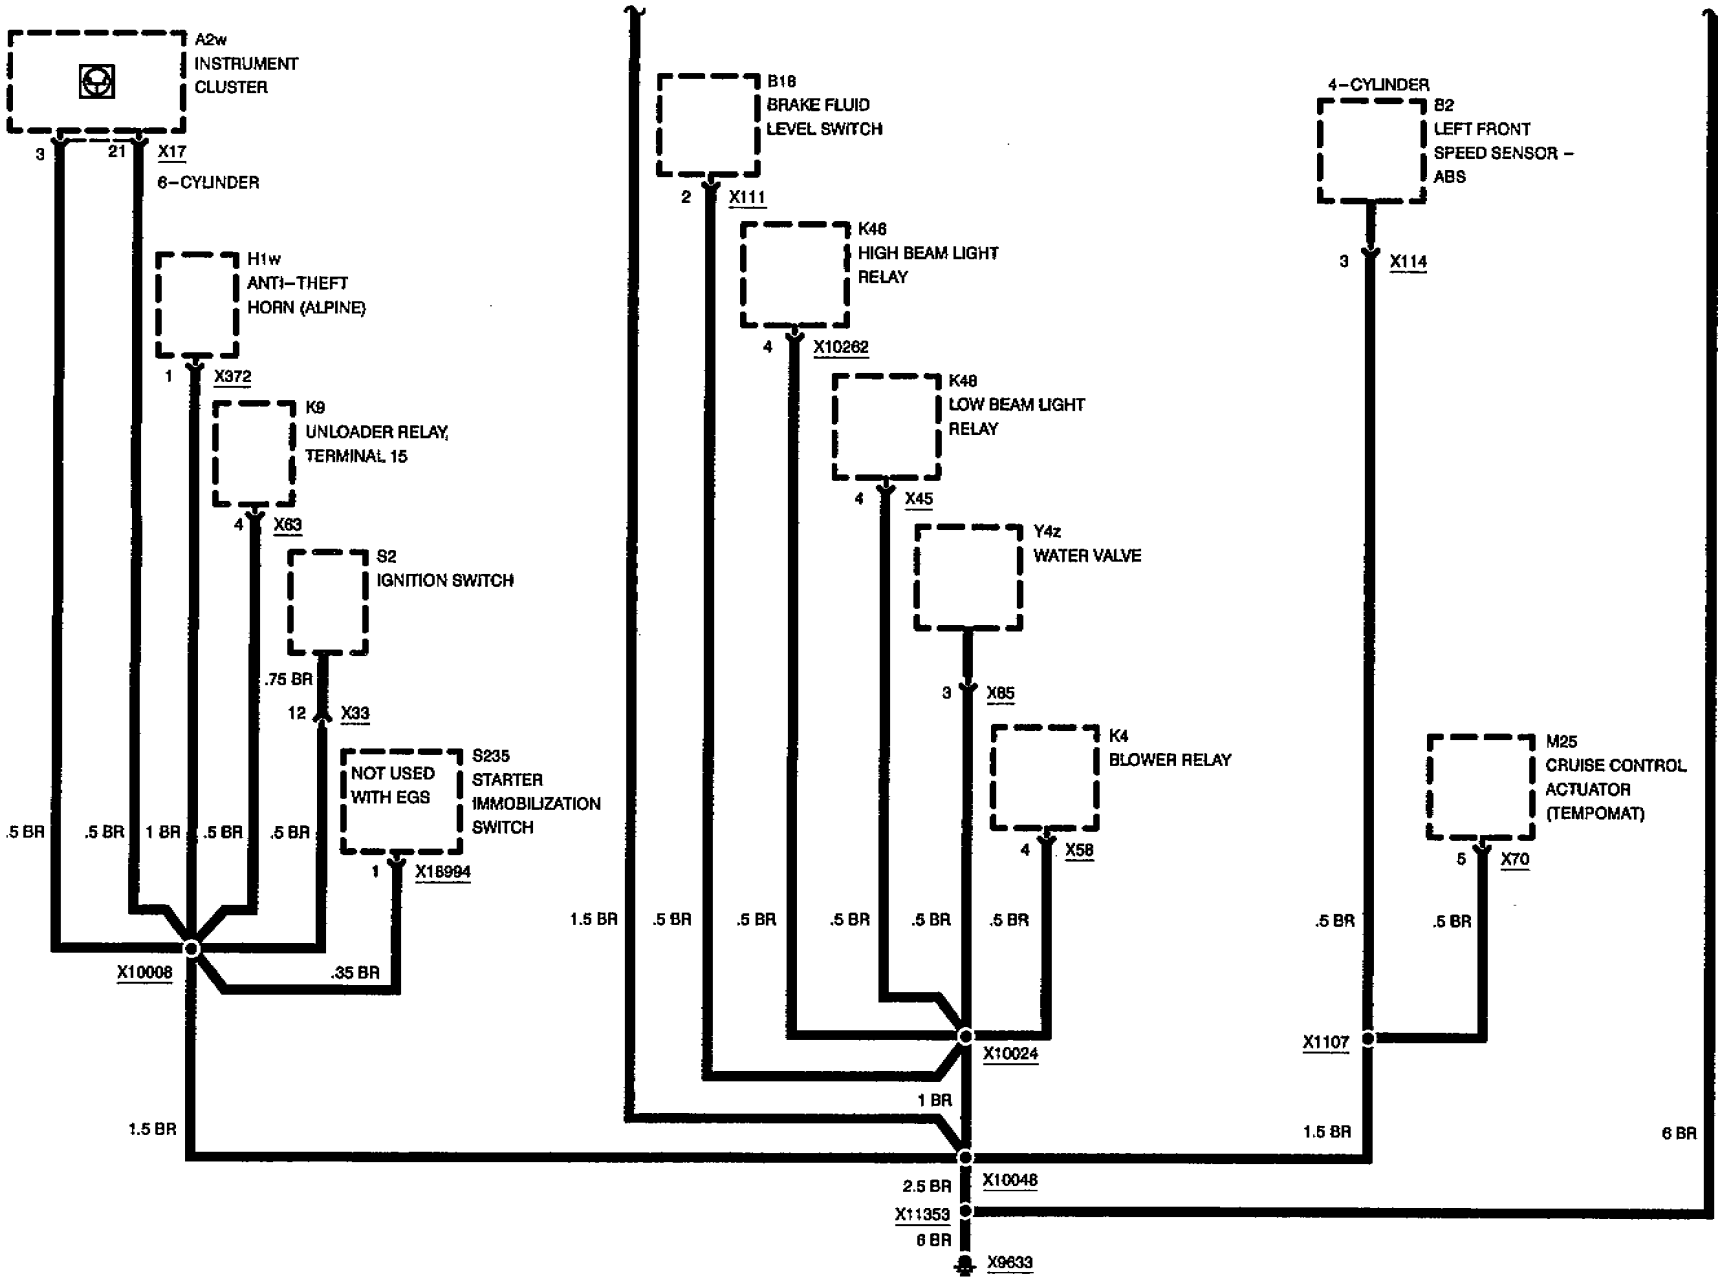 A2w
INSTRUMENT
CLUSTER
3
21
X17
6-CYLINDER
H1w
ANTI-THEFT
HORN (ALPINE)
1
X372
K9
UNLOADER RELAY,
TERMINAL 15
4
X63
S2
IGNITION SWITCH
.75 BR
12
X33
NOT USED
WITH EGS
S235
STARTER
IMMOBILIZATION
SWITCH
.5 BR
.5 BR
1 BR
.5 BR
.5 BR
1
X18994
X10008
.35 BR
1.5 BR
B18
BRAKE FLUID
LEVEL SWITCH
2
X111
K46
HIGH BEAM LIGHT
RELAY
4
X10262
K48
LOW BEAM LIGHT
RELAY
4
X45
Y4z
WATER VALVE
3
X85
K4
BLOWER RELAY
4
X58
1.5 BR
.5 BR
.5 BR
.5 BR
.5 BR
.5 BR
X10024
1 BR
4-CYLINDER
B2
LEFT FRONT
SPEED SENSOR -
ABS
3
X114
M25
CRUISE CONTROL
ACTUATOR
(TEMPOMAT)
5
X70
.5 BR
.5 BR
X1107
1.5 BR
6 BR
2.5 BR
X10048
X11353
6 BR
X9633